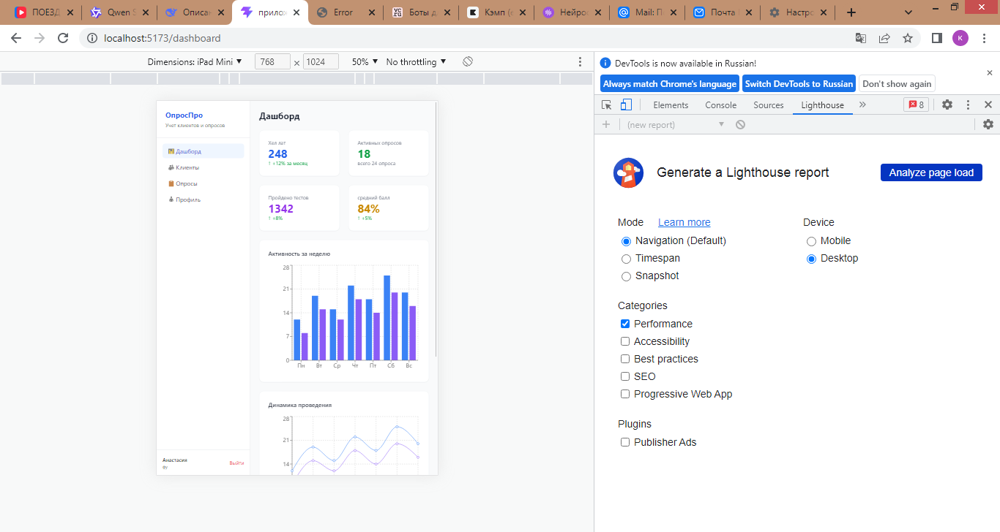 ПОЕЗД
Qwen S
Описан
прилож
Error
Боты д
Кэмп (е
Нейрос
Mail: П
Почта
Настро
localhost:5173/dashboard
K
Dimensions: iPad Mini ▼ 768 × 1024 50% ▼ No throttling ▼
ОпросПро
Учет клиентов и опросов
Дашборд
Клиенты
Опросы
Профиль
Анастасия
фу
Выйти
Дашборд
Хел лат
248
↑ +12% за месяц
Активных опросов
18
всего 24 опроса
Пройдено тестов
1342
↑ +8%
средний балл
84%
↑ +5%
Активность за неделю
28
21
14
7
0
Пн Вт Ср Чт Пт Сб Вс
Динамика проведения
28
21
14
DevTools is now available in Russian!
Always match Chrome's language Switch DevTools to Russian Don't show again
Elements Console Sources Lighthouse » 8
(new report)
Generate a Lighthouse report
Analyze page load
Mode Learn more
Navigation (Default)
Timespan
Snapshot
Device
Mobile
Desktop
Categories
Performance
Accessibility
Best practices
SEO
Progressive Web App
Plugins
Publisher Ads